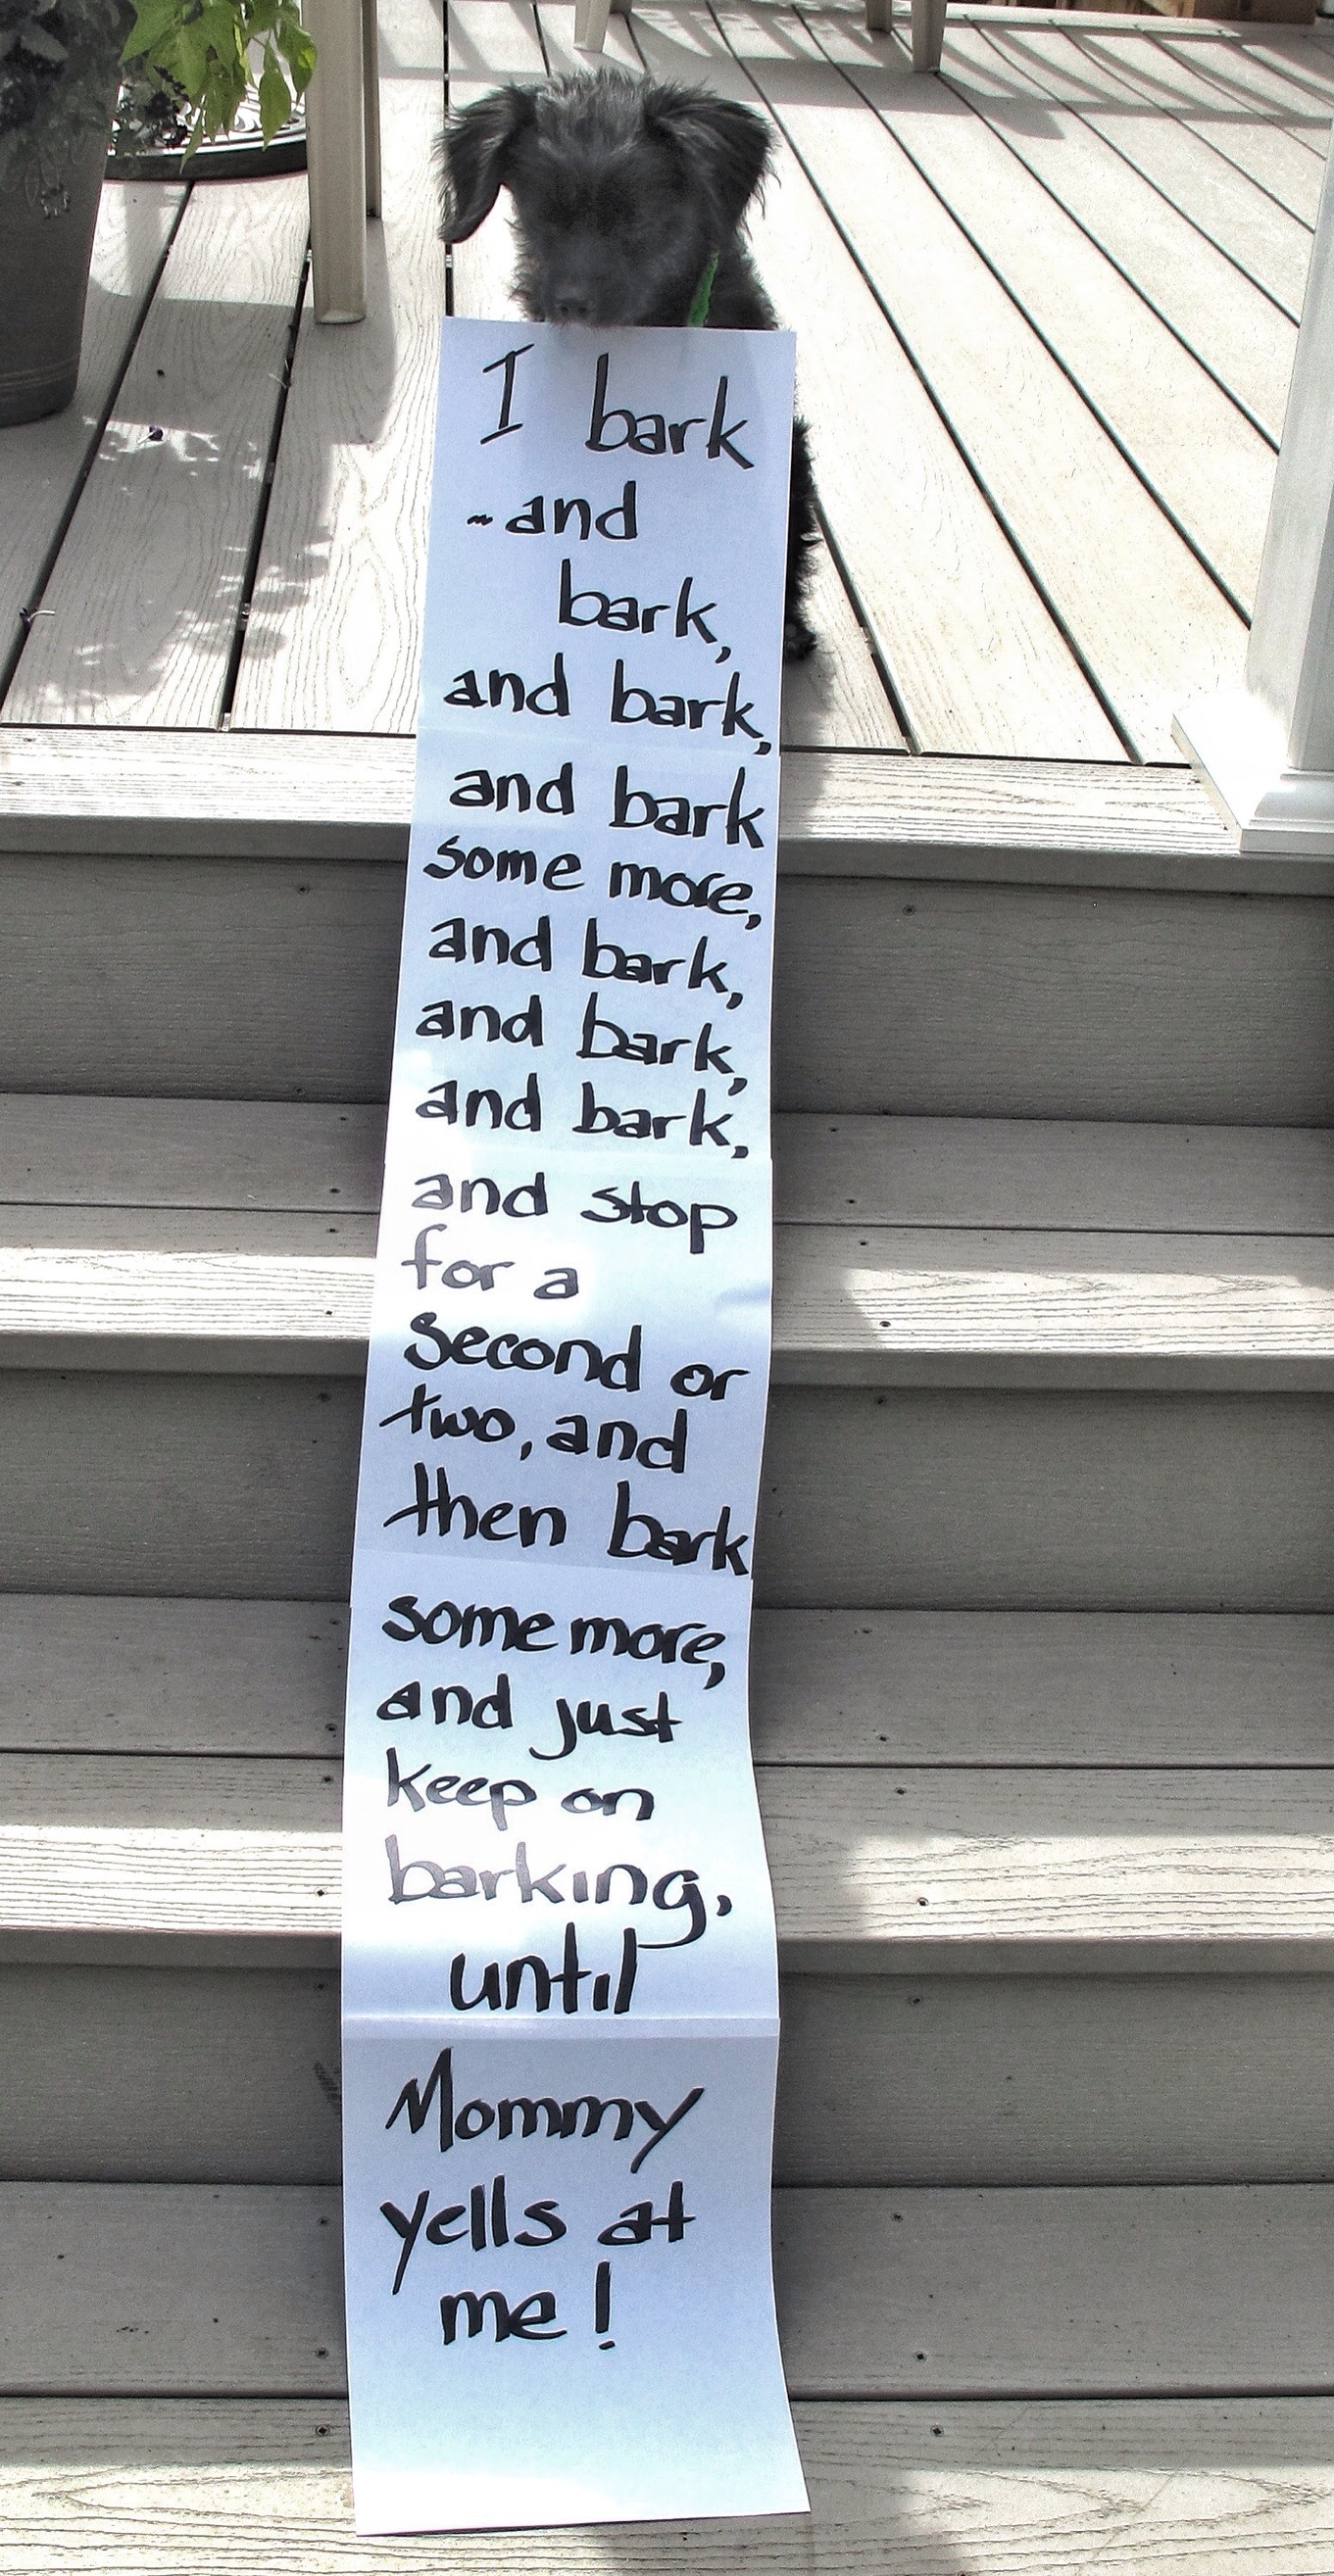 I bark
~and
bark,
and bark,
and bark
some more,
and bark,
and bark,
and bark,
and stop
for a
second or
two, and
then bark
some more,
and just
keep on
barking,
until
Mommy
yells at
me!